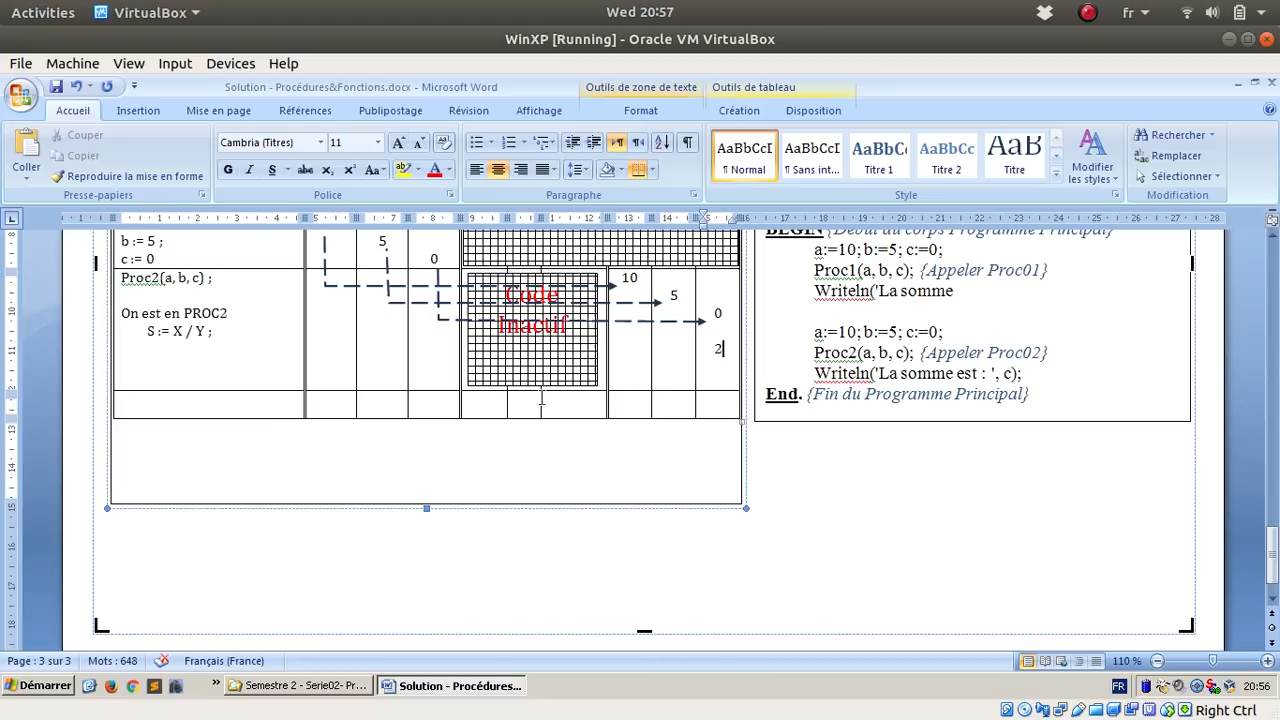 Activities VirtualBox Wed 20:57 fr
WinXP [Running] - Oracle VM VirtualBox
File Machine View Input Devices Help
Solution - Procédures&Fonctions.docx - Microsoft Word Outils de zone de texte Outils de tableau
Accueil Insertion Mise en page Références Publipostage Révision Affichage Format Création Disposition
Coller
Couper
Copier
Reproduire la mise en forme
Presse-papiers
Cambria (Titres) 11
Police
Paragraphe
AaBbCcI AaBbCcI AaBbCc AaBbCc AaB
¶ Normal ¶ Sans int... Titre 1 Titre 2 Titre
Modifier
les styles
Style
Rechercher
Remplacer
Sélectionner
Modification
b := 5 ; 5
c := 0 0
Proc2(a, b, c) ;
On est en PROC2
S := X / Y ;
Code
Inactif
10
5
0
2
BEGIN {Début du corps Programme Principal}
a:=10; b:=5; c:=0;
Proc1(a, b, c); {Appeler Proc01}
Writeln('La somme
a:=10; b:=5; c:=0;
Proc2(a, b, c); {Appeler Proc02}
Writeln('La somme est : ', c);
End. {Fin du Programme Principal}
Page : 3 sur 3 Mots : 648 Français (France) 110 %
Démarrer Semestre 2 - Serie02- Pr... Solution - Procédures... FR 20:56
Right Ctrl